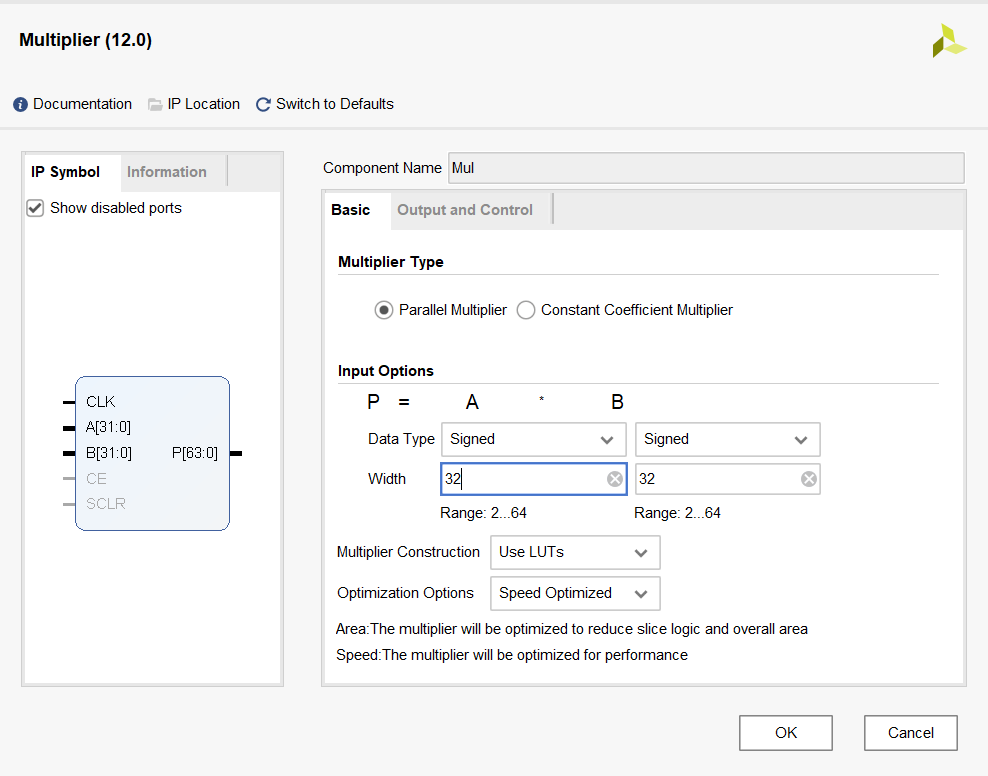 Multiplier (12.0)
Documentation IP Location Switch to Defaults
IP Symbol Information
Show disabled ports
CLK
A[31:0]
B[31:0] P[63:0]
CE
SCLR
Component Name Mul
Basic Output and Control
Multiplier Type
Parallel Multiplier Constant Coefficient Multiplier
Input Options
P = A * B
Data Type Signed Signed
Width 32 32
Range: 2...64 Range: 2...64
Multiplier Construction Use LUTs
Optimization Options Speed Optimized
Area:The multiplier will be optimized to reduce slice logic and overall area
Speed:The multiplier will be optimized for performance
OK Cancel